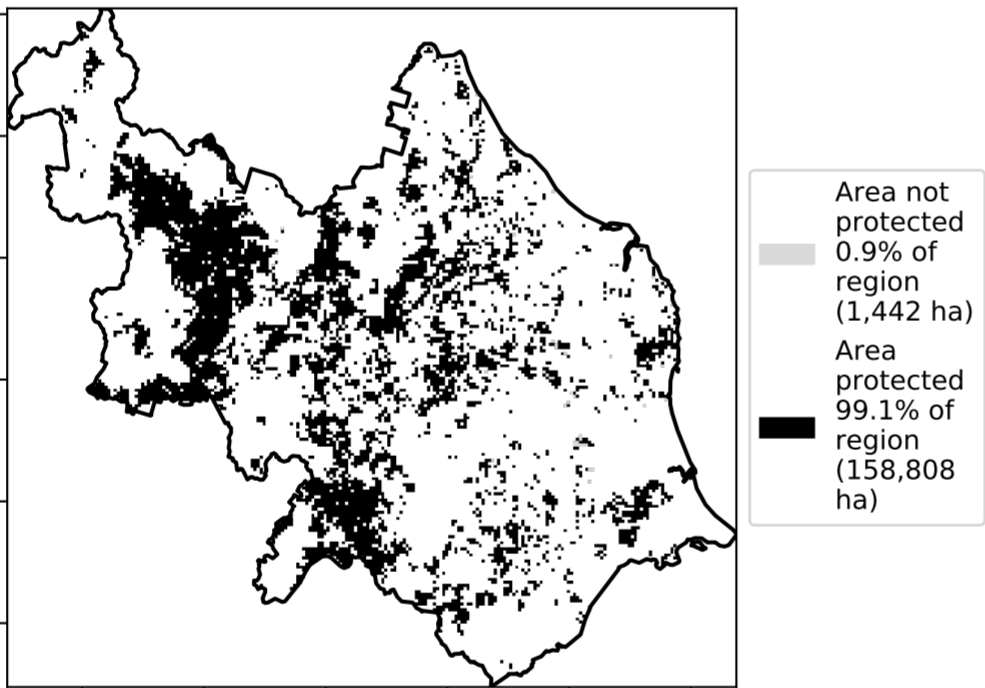 Area not
protected
0.9% of
region
(1,442 ha)
Area
protected
99.1% of
region
(158,808
ha)